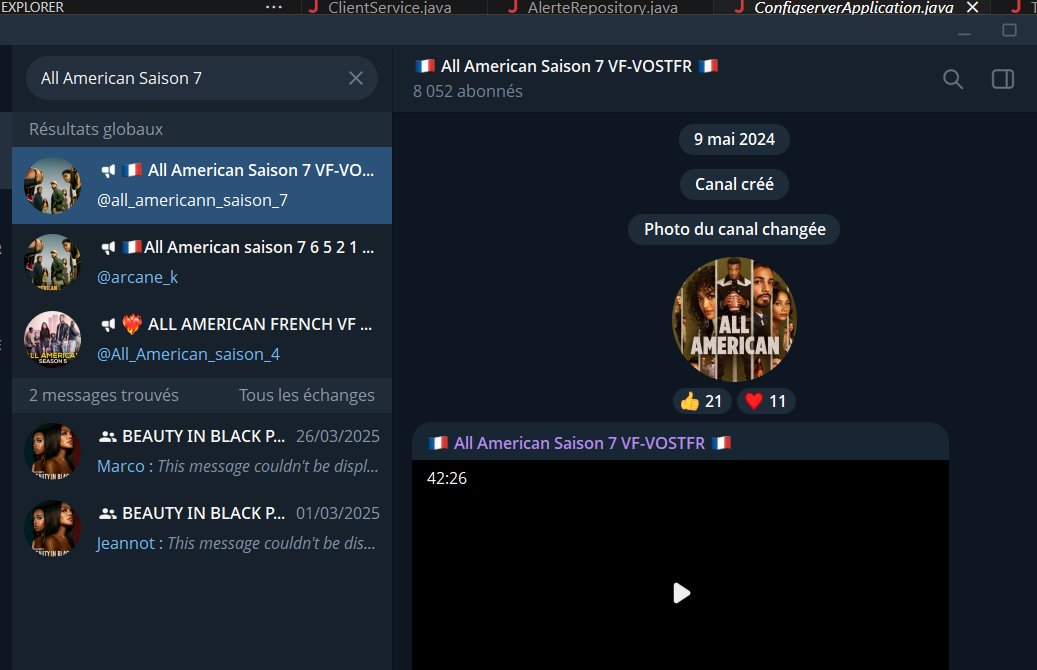 EXPLORER ··· ClientService.java AlerteRepository.java ConfigserverApplication.java
All American Saison 7
Résultats globaux
All American Saison 7 VF-VO...
@all_americann_saison_7
All American saison 7 6 5 2 1 ...
@arcane_k
ALL AMERICAN FRENCH VF ...
@All_American_saison_4
2 messages trouvés Tous les échanges
BEAUTY IN BLACK P... 26/03/2025
Marco : This message couldn't be displ...
BEAUTY IN BLACK P... 01/03/2025
Jeannot : This message couldn't be dis...
All American Saison 7 VF-VOSTFR
8 052 abonnés
9 mai 2024
Canal créé
Photo du canal changée
ALL
AMERICAN
👍 21 ❤️ 11
All American Saison 7 VF-VOSTFR
42:26